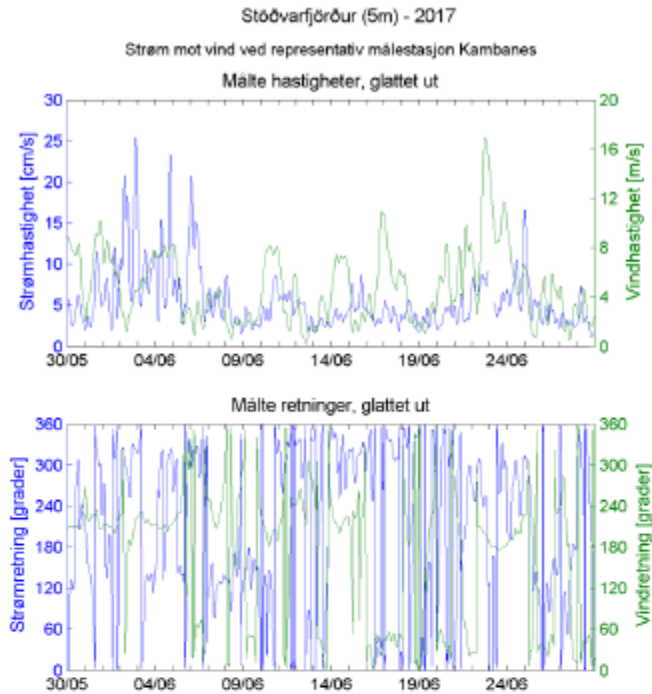 Stöðvarfjörður (5m) - 2017
Strøm mot vind ved representativ målestasjon Kambanes
Målte hastigheter, glattet ut
Strømhastighet [cm/s]
30
25
20
15
10
5
0
Vindhastighet [m/s]
20
16
12
8
4
0
30/05 04/06 09/06 14/06 19/06 24/06
Målte retninger, glattet ut
Strømretning [grader]
360
300
240
180
120
60
0
Vindretning [grader]
360
300
240
180
120
60
0
30/05 04/06 09/06 14/06 19/06 24/06